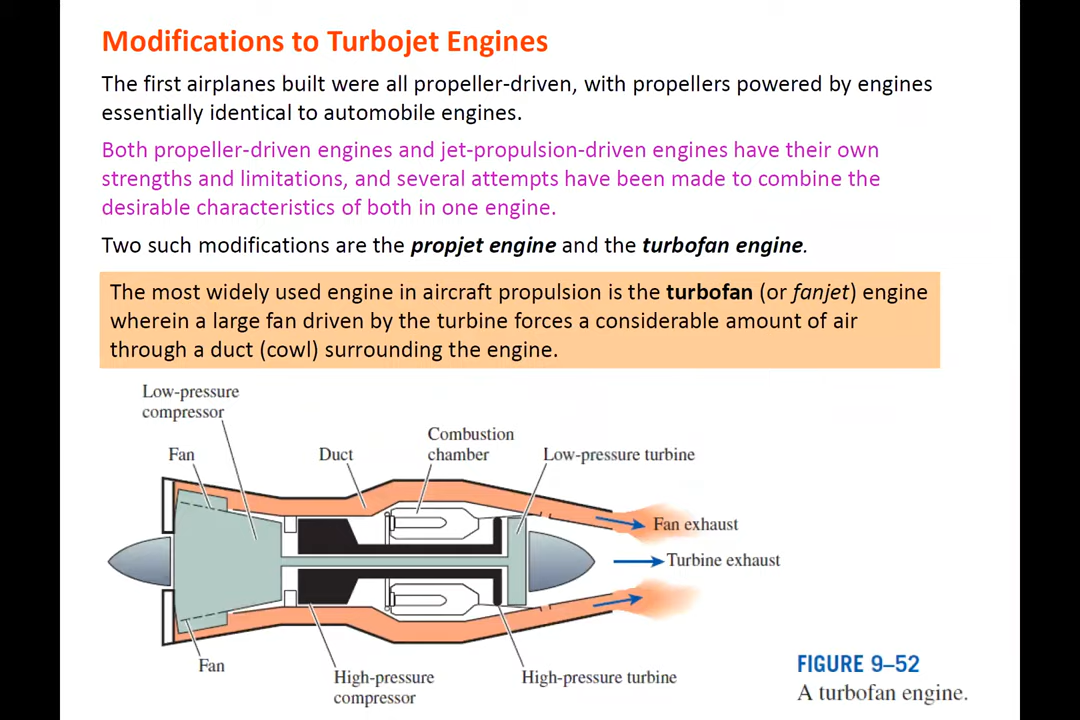 Modifications to Turbojet Engines
The first airplanes built were all propeller-driven, with propellers powered by engines
essentially identical to automobile engines.
Both propeller-driven engines and jet-propulsion-driven engines have their own
strengths and limitations, and several attempts have been made to combine the
desirable characteristics of both in one engine.
Two such modifications are the propjet engine and the turbofan engine.
The most widely used engine in aircraft propulsion is the turbofan (or fanjet) engine
wherein a large fan driven by the turbine forces a considerable amount of air
through a duct (cowl) surrounding the engine.
Low-pressure
compressor
Combustion
chamber
Fan
Duct
Low-pressure turbine
Fan exhaust
Turbine exhaust
Fan
High-pressure
compressor
High-pressure turbine
FIGURE 9–52
A turbofan engine.